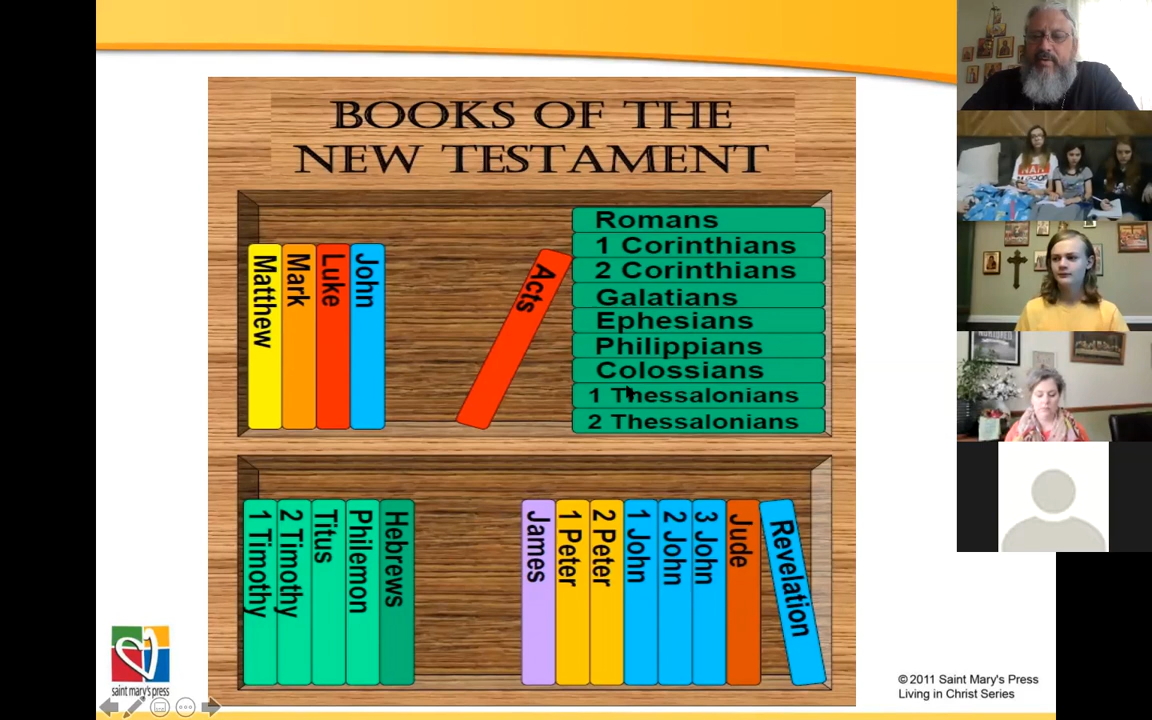 BOOKS OF THE
NEW TESTAMENT
Matthew
Mark
Luke
John
Acts
Romans
1 Corinthians
2 Corinthians
Galatians
Ephesians
Philippians
Colossians
1 Thessalonians
2 Thessalonians
1 Timothy
2 Timothy
Titus
Philemon
Hebrews
James
1 Peter
2 Peter
1 John
2 John
3 John
Jude
Revelation
saint mary's press
© 2011 Saint Mary's Press
Living in Christ Series